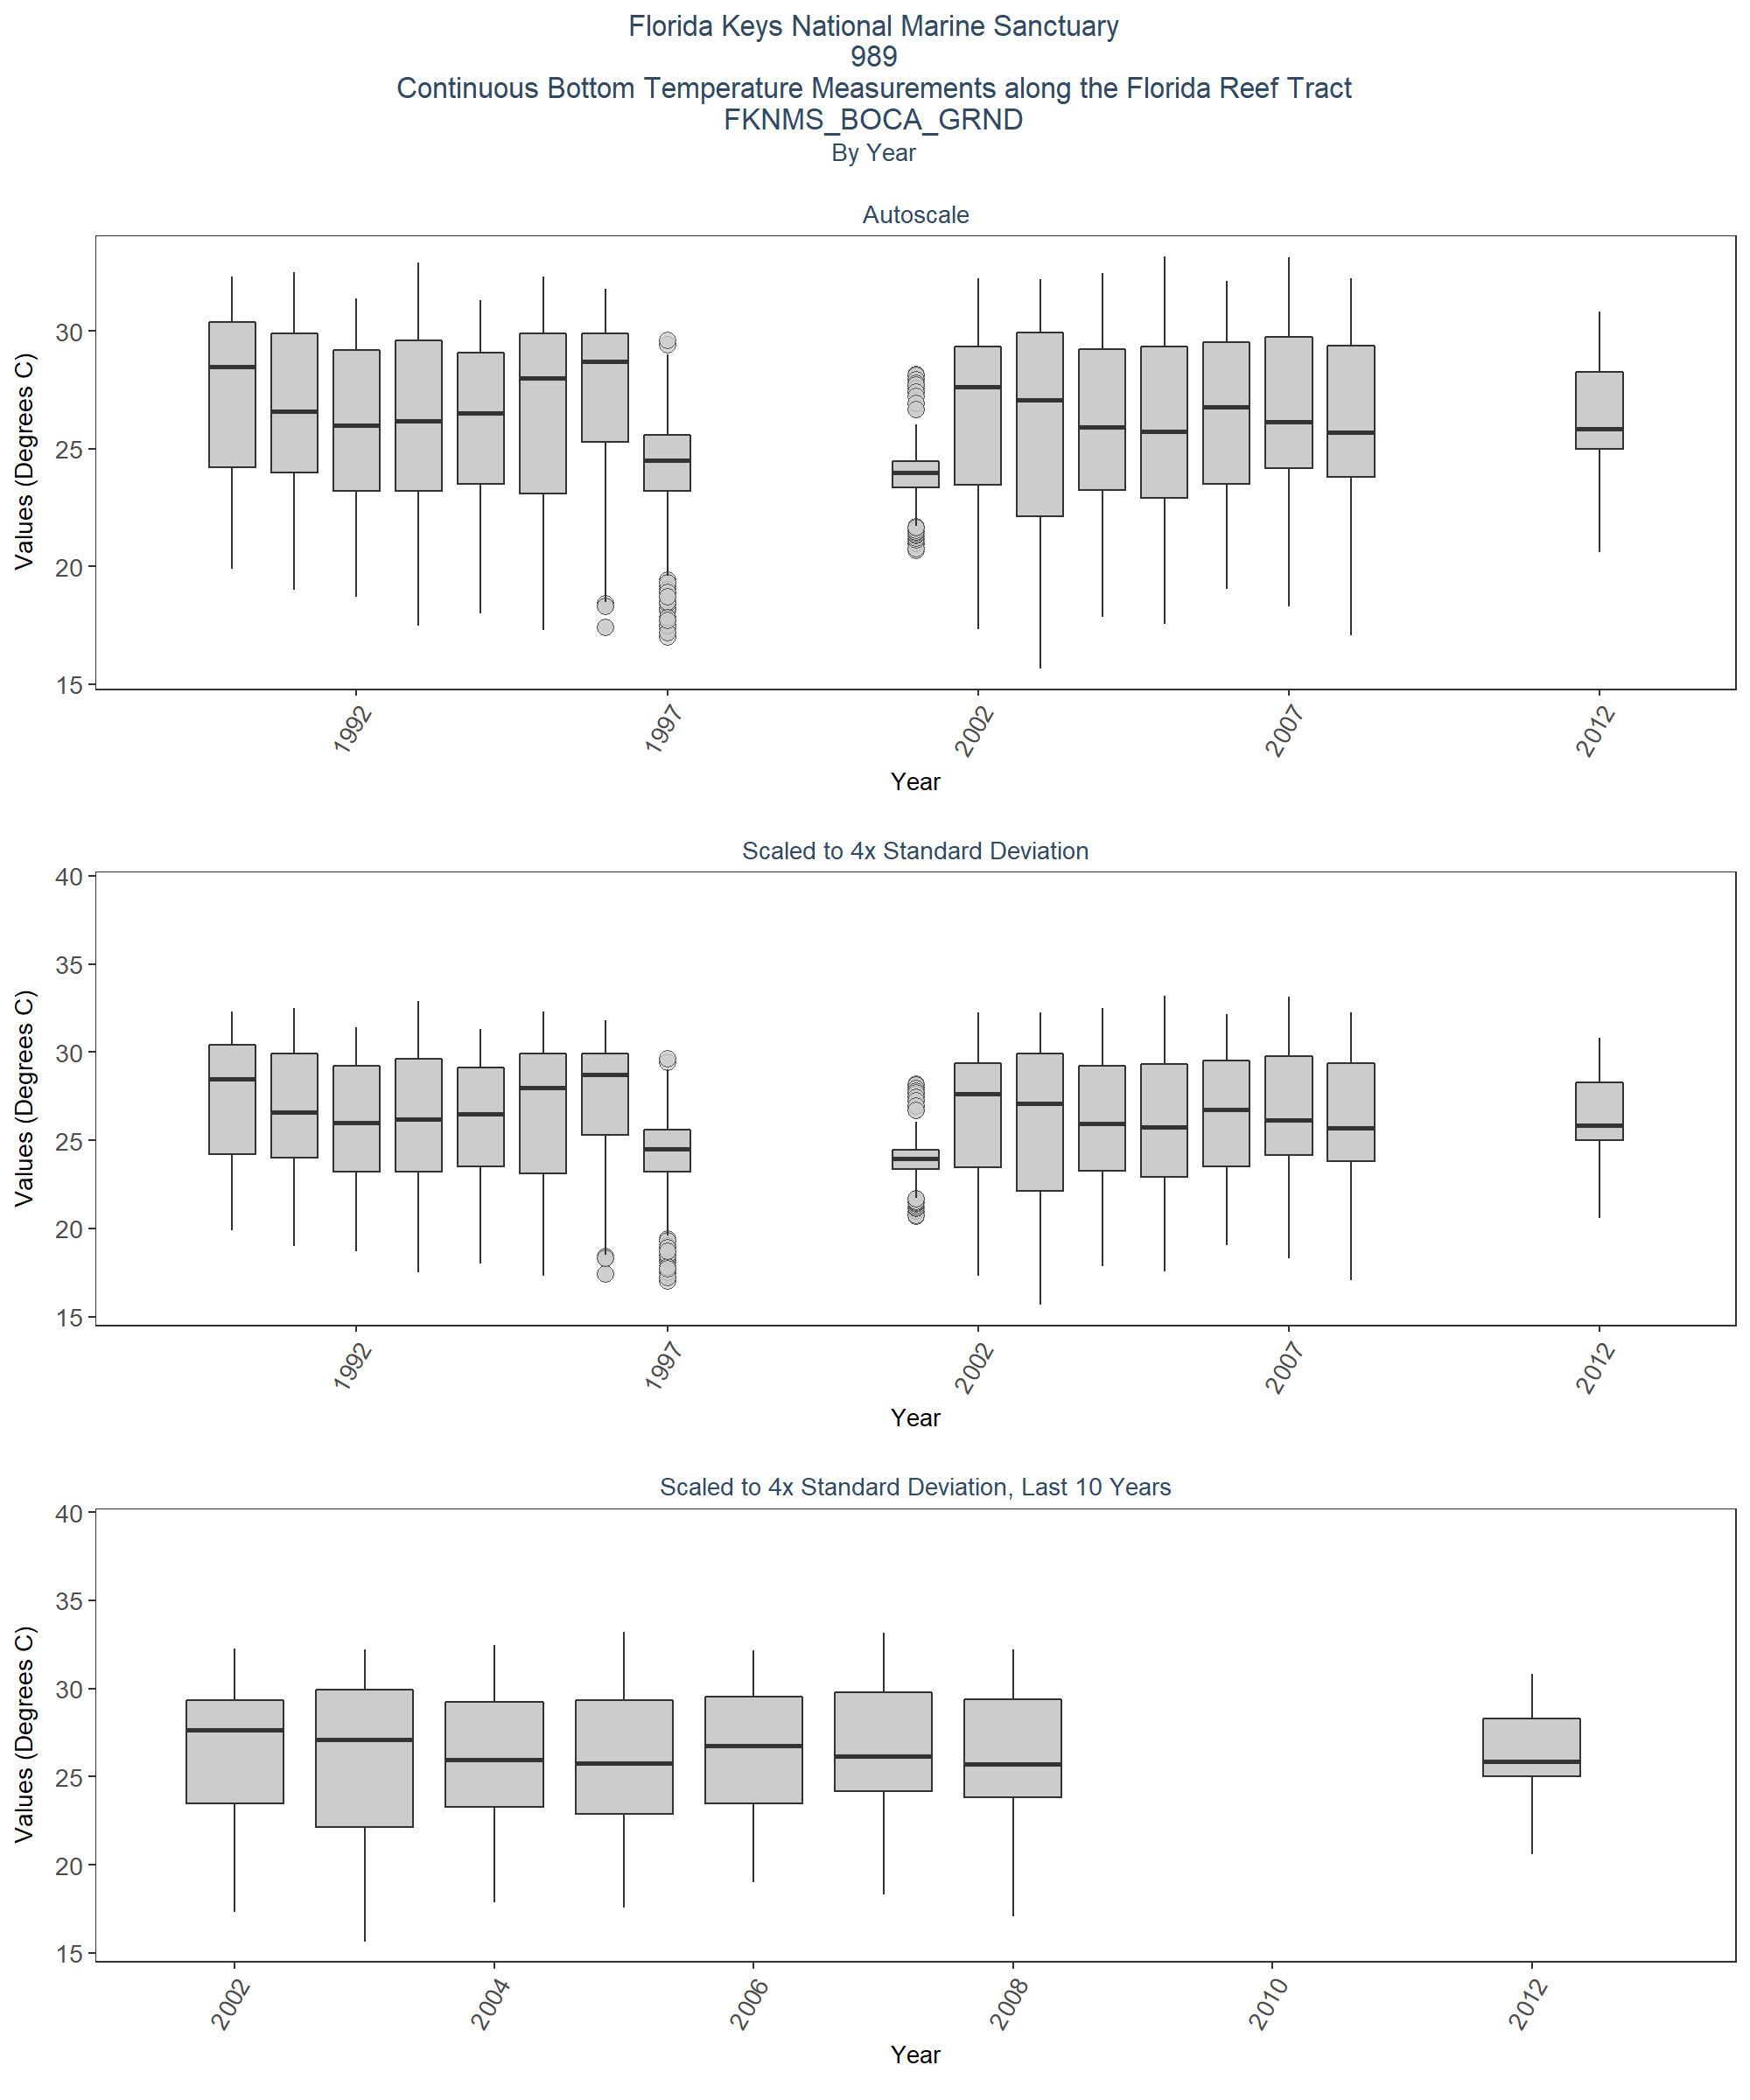 Florida Keys National Marine Sanctuary
989
Continuous Bottom Temperature Measurements along the Florida Reef Tract
FKNMS_BOCA_GRND
By Year
Autoscale
Values (Degrees C)
30
25
20
15
1992
1997
2002
2007
2012
Year
Scaled to 4x Standard Deviation
Values (Degrees C)
40
35
30
25
20
15
1992
1997
2002
2007
2012
Year
Scaled to 4x Standard Deviation, Last 10 Years
Values (Degrees C)
40
35
30
25
20
15
2002
2004
2006
2008
2010
2012
Year